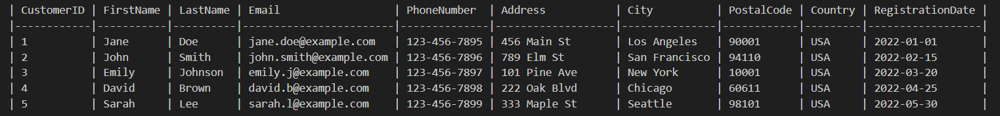 | CustomerID | FirstName | LastName | Email                  | PhoneNumber  | Address           | City          | PostalCode | Country | RegistrationDate |
|------------|-----------|----------|------------------------|--------------|-------------------|---------------|------------|---------|------------------|
| 1          | Jane      | Doe      | jane.doe@example.com   | 123-456-7895 | 456 Main St       | Los Angeles   | 90001      | USA     | 2022-01-01       |
| 2          | John      | Smith    | john.smith@example.com | 123-456-7896 | 789 Elm St        | San Francisco | 94110      | USA     | 2022-02-15       |
| 3          | Emily     | Johnson  | emily.j@example.com    | 123-456-7897 | 101 Pine Ave      | New York      | 10001      | USA     | 2022-03-20       |
| 4          | David     | Brown    | david.b@example.com    | 123-456-7898 | 222 Oak Blvd      | Chicago       | 60611      | USA     | 2022-04-25       |
| 5          | Sarah     | Lee      | sarah.l@example.com    | 123-456-7899 | 333 Maple St      | Seattle       | 98101      | USA     | 2022-05-30       |